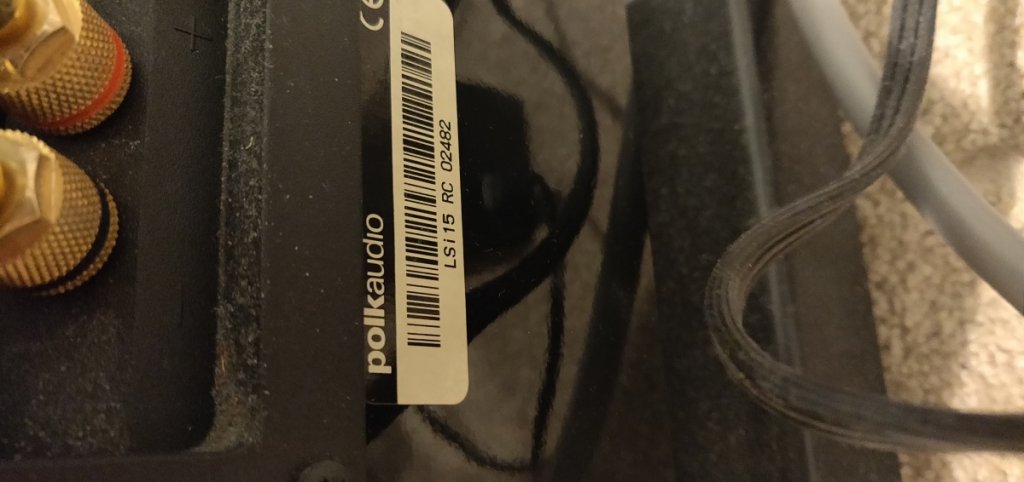 +
CE
polkaudio
LSi15 RC 02482